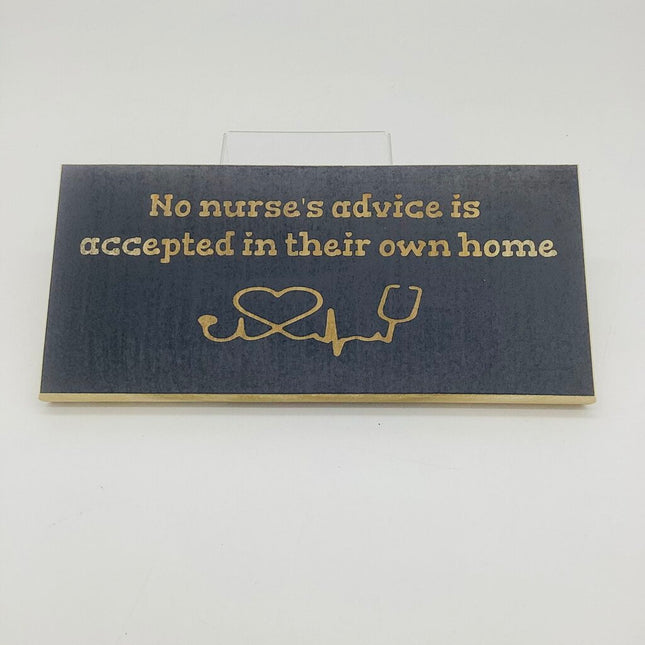 No nurse's advice is
accepted in their own home